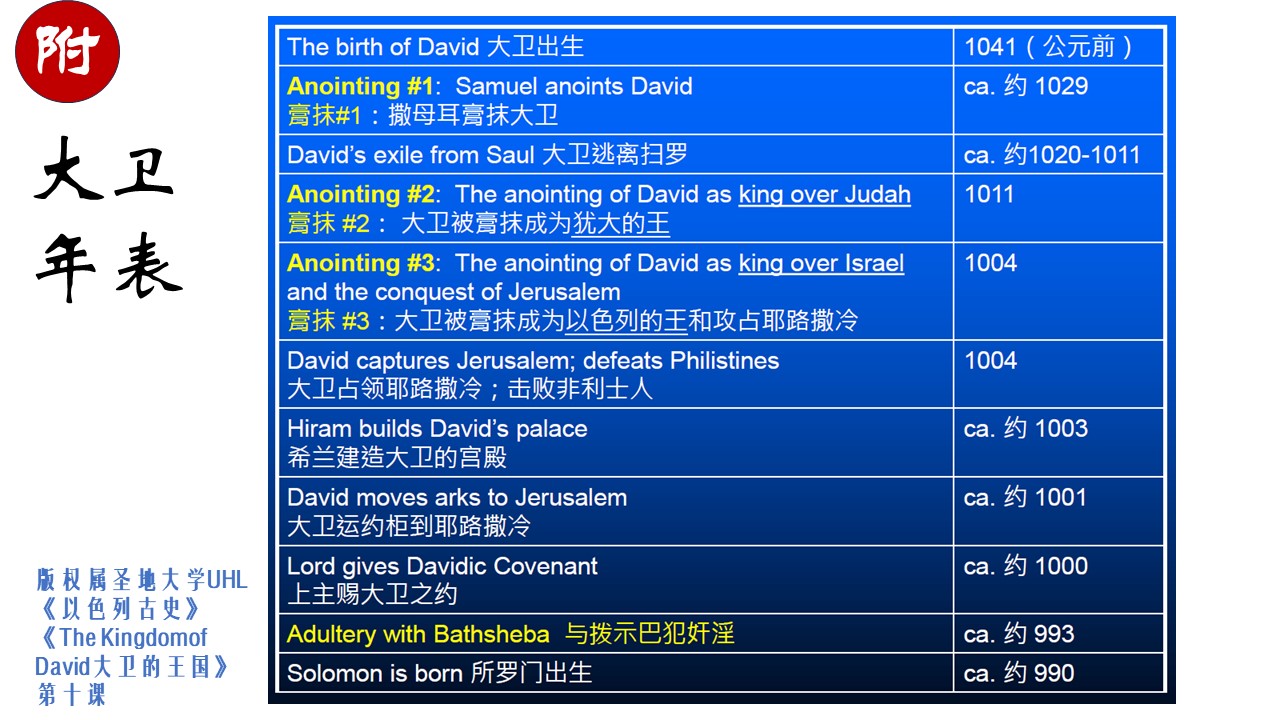 附
大卫
年表
The birth of David 大卫出生
1041（公元前）
Anointing #1:  Samuel anoints David
膏抹#1：撒母耳膏抹大卫
ca. 约 1029
David’s exile from Saul 大卫逃离扫罗
ca. 约1020-1011
Anointing #2:  The anointing of David as king over Judah
膏抹 #2： 大卫被膏抹成为犹大的王
1011
Anointing #3:  The anointing of David as king over Israel
and the conquest of Jerusalem
膏抹 #3：大卫被膏抹成为以色列的王和攻占耶路撒冷
1004
David captures Jerusalem; defeats Philistines
大卫占领耶路撒冷；击败非利士人
1004
Hiram builds David’s palace
希兰建造大卫的宫殿
ca. 约 1003
David moves arks to Jerusalem
大卫运约柜到耶路撒冷
ca. 约 1001
Lord gives Davidic Covenant
上主赐大卫之约
ca. 约 1000
Adultery with Bathsheba  与拨示巴犯奸淫
ca. 约 993
Solomon is born 所罗门出生
ca. 约 990
版权属圣地大学UHL
《以色列古史》
《The Kingdomof
David大卫的王国》
第十课